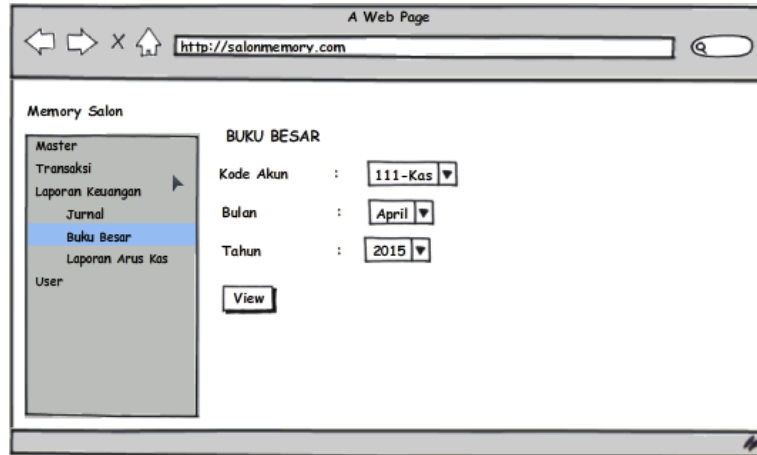 A Web Page
X http://salonmemory.com
Memory Salon
Master
Transaksi
Laporan Keuangan
Jurnal
Buku Besar
Laporan Arus Kas
User
BUKU BESAR
Kode Akun : 111-Kas
Bulan : April
Tahun : 2015
View